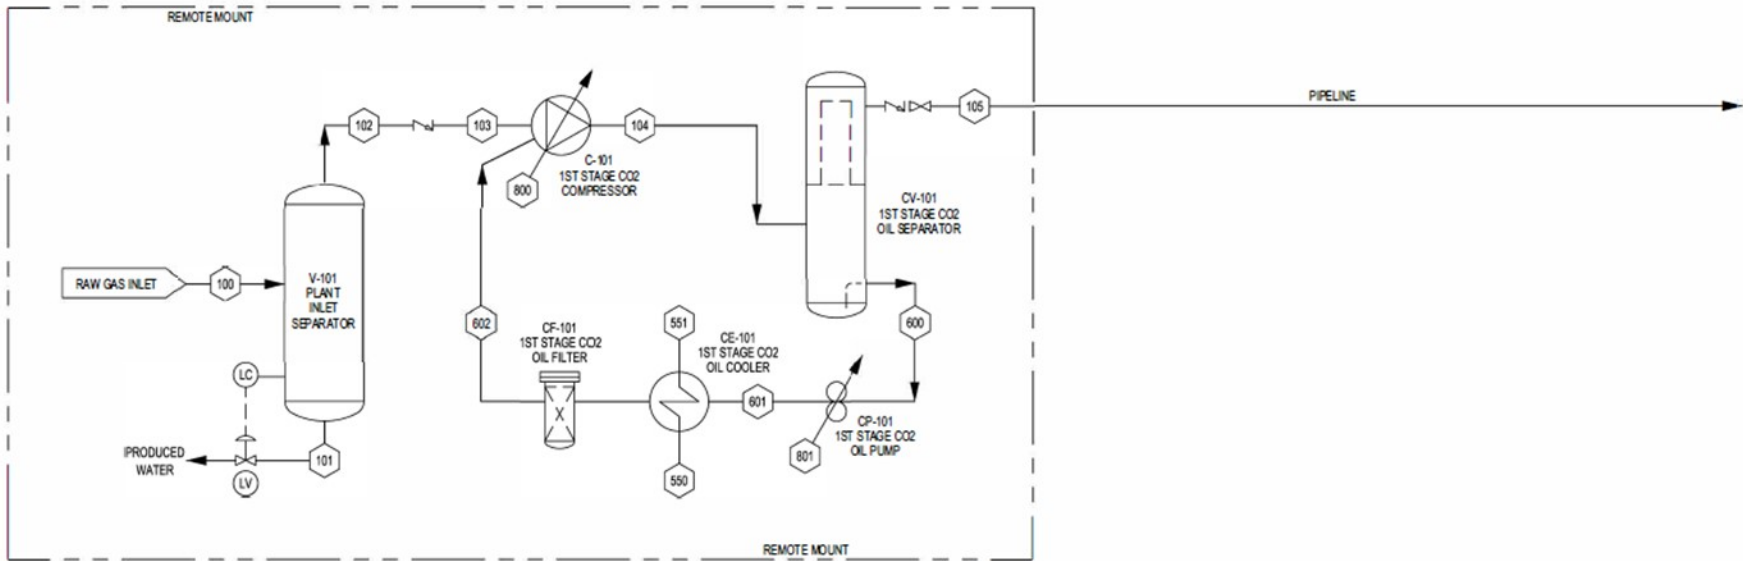 REMOTE MOUNT
PIPELINE
102
103
104
105
C-101
1ST STAGE CO2
COMPRESSOR
800
CV-101
1ST STAGE CO2
OIL SEPARATOR
RAW GAS INLET
100
V-101
PLANT
INLET
SEPARATOR
602
CF-101
1ST STAGE CO2
OIL FILTER
551
CE-101
1ST STAGE CO2
OIL COOLER
600
LC
601
X
CP-101
1ST STAGE CO2
OIL PUMP
801
PRODUCED
WATER
101
LV
550
REMOTE MOUNT